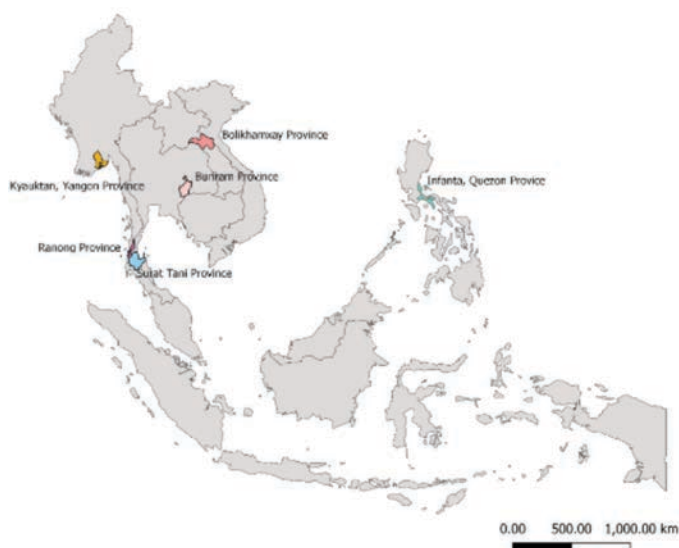 Bolikhamxay Province
Kyauktan, Yangon Province
Buriram Province
Infanta, Quezon Provice
Ranong Province
Surat Tani Province
0.00 500.00 1,000.00 km